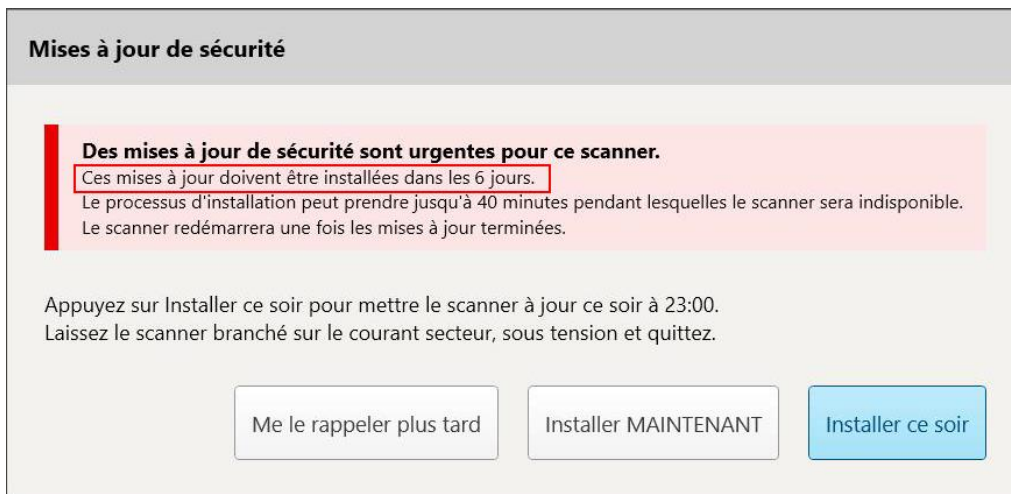 Mises à jour de sécurité
Des mises à jour de sécurité sont urgentes pour ce scanner.
Ces mises à jour doivent être installées dans les 6 jours.
Le processus d'installation peut prendre jusqu'à 40 minutes pendant lesquelles le scanner sera indisponible.
Le scanner redémarrera une fois les mises à jour terminées.
Appuyez sur Installer ce soir pour mettre le scanner à jour ce soir à 23:00.
Laissez le scanner branché sur le courant secteur, sous tension et quittez.
Me le rappeler plus tard
Installer MAINTENANT
Installer ce soir